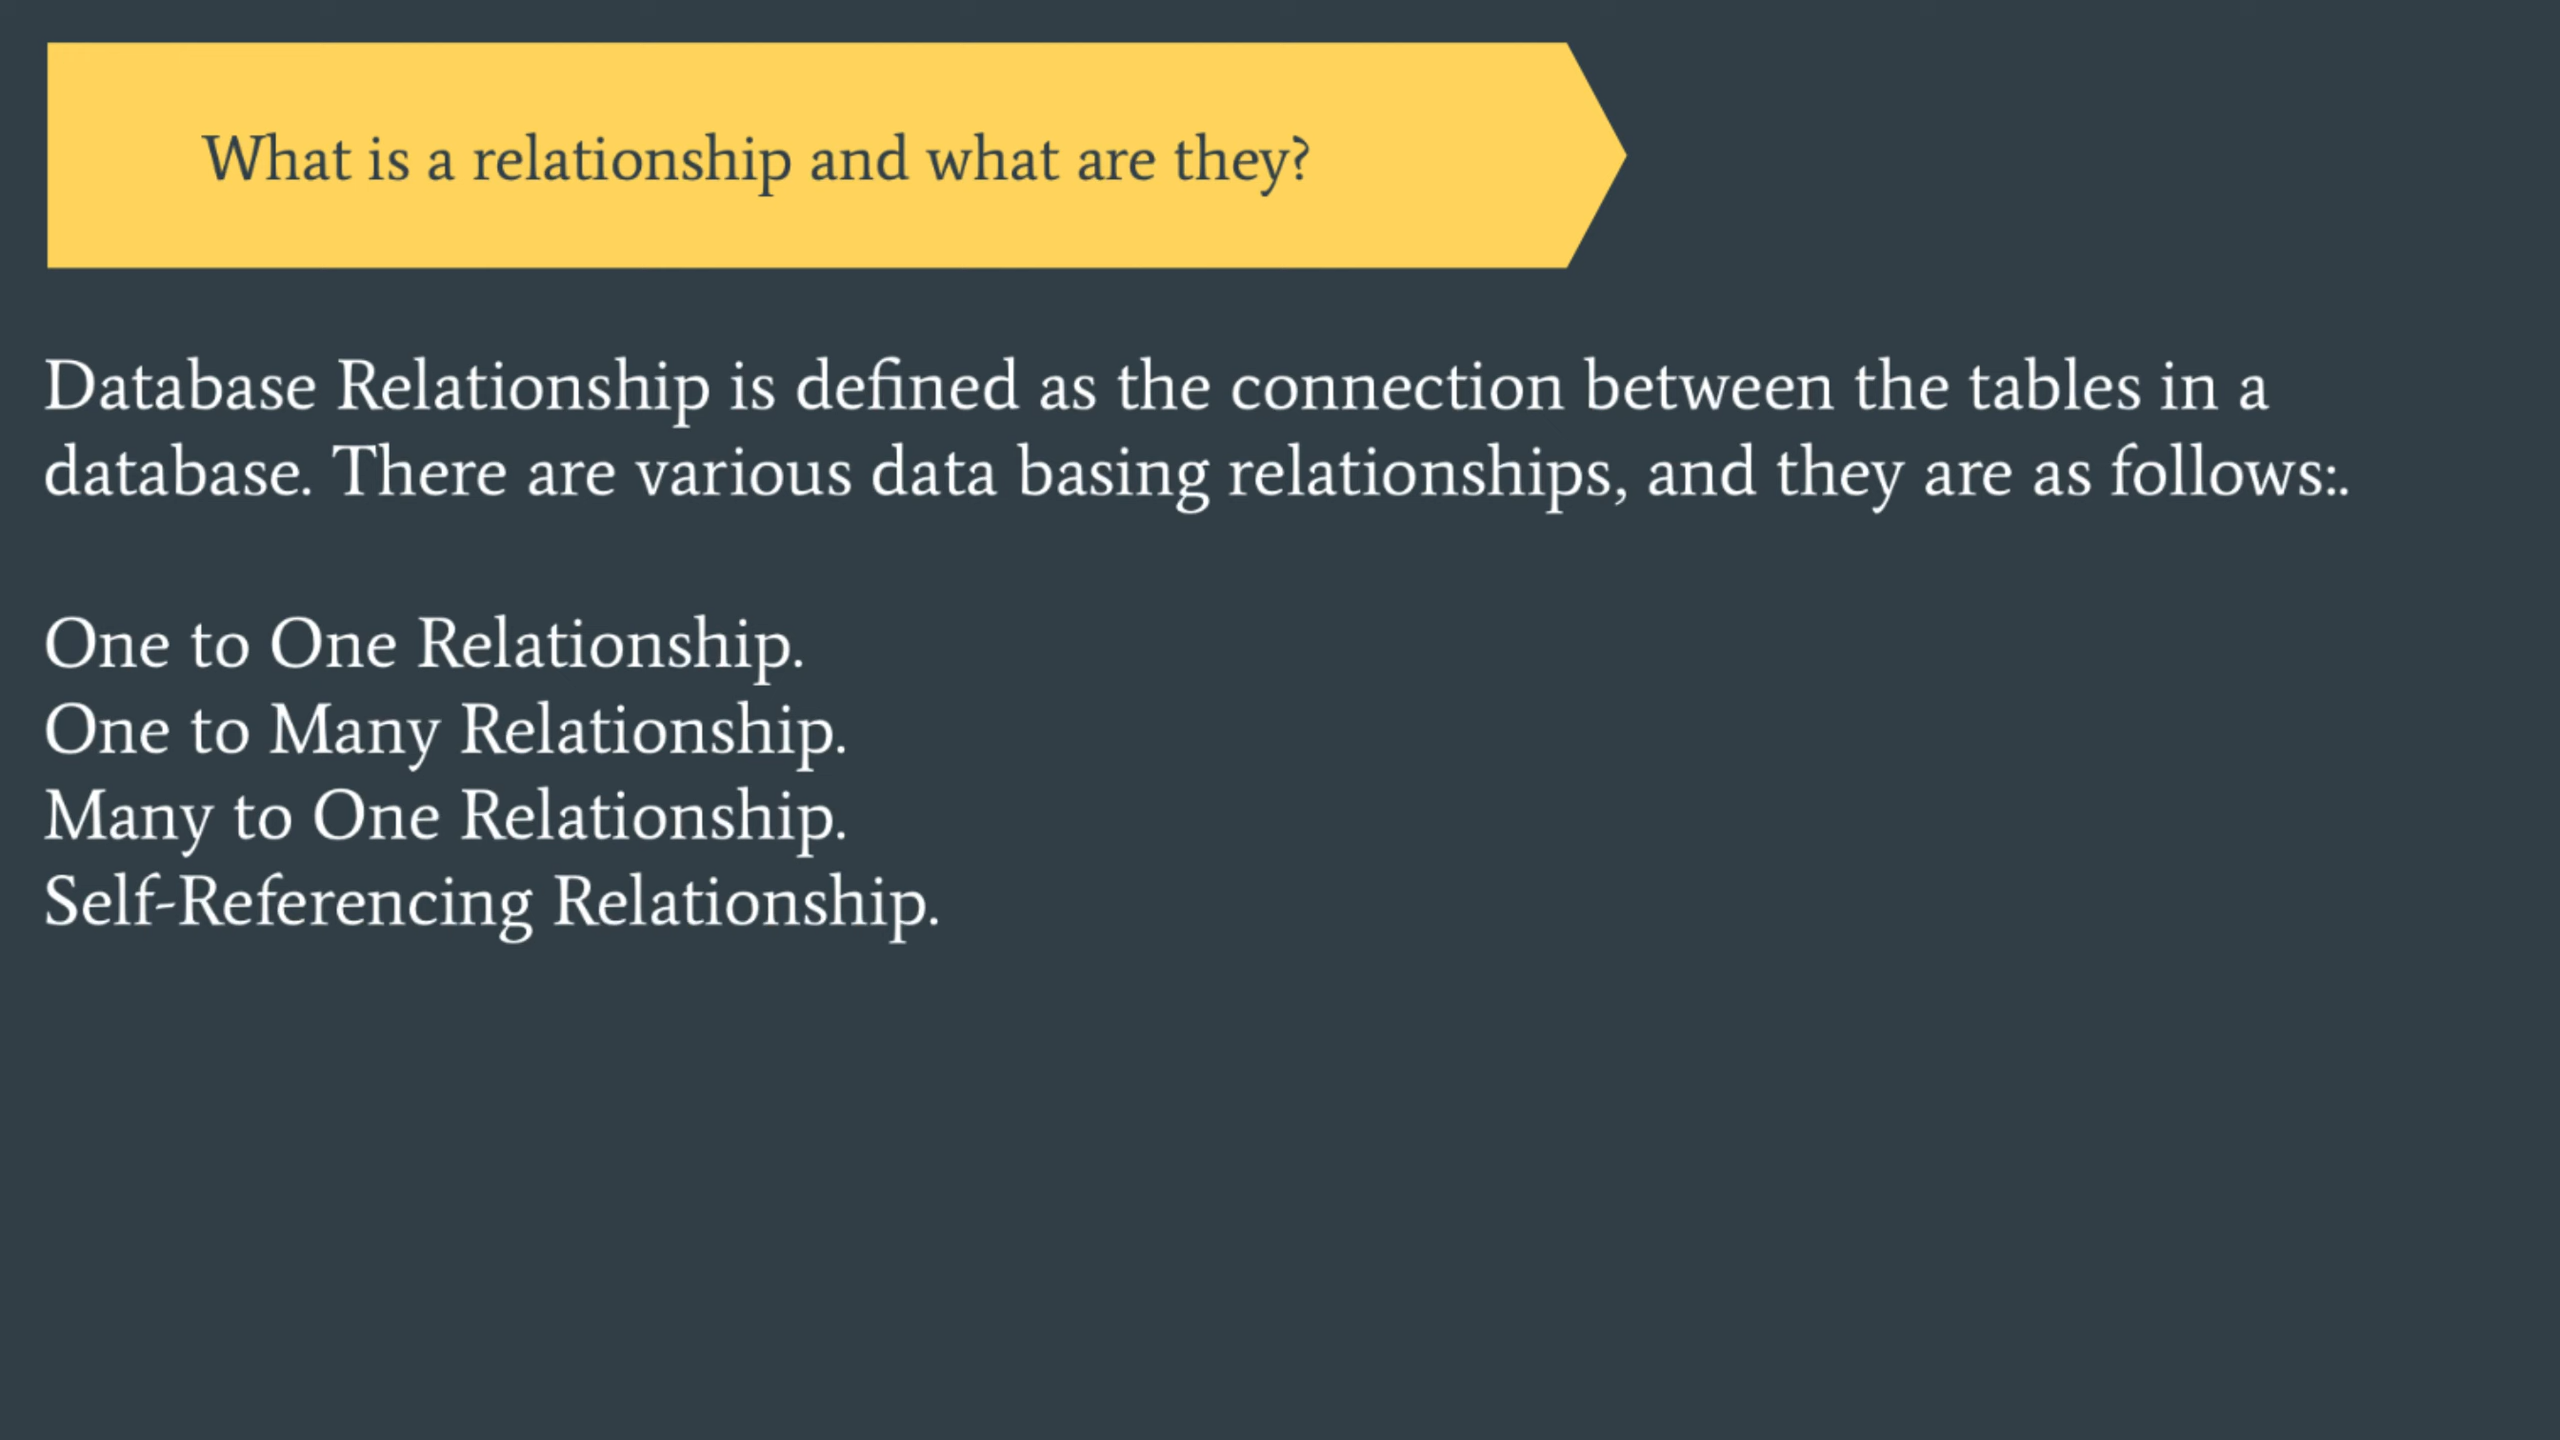 What is a relationship and what are they?
Database Relationship is defined as the connection between the tables in a
database. There are various data basing relationships, and they are as follows:.
One to One Relationship.
One to Many Relationship.
Many to One Relationship.
Self-Referencing Relationship.